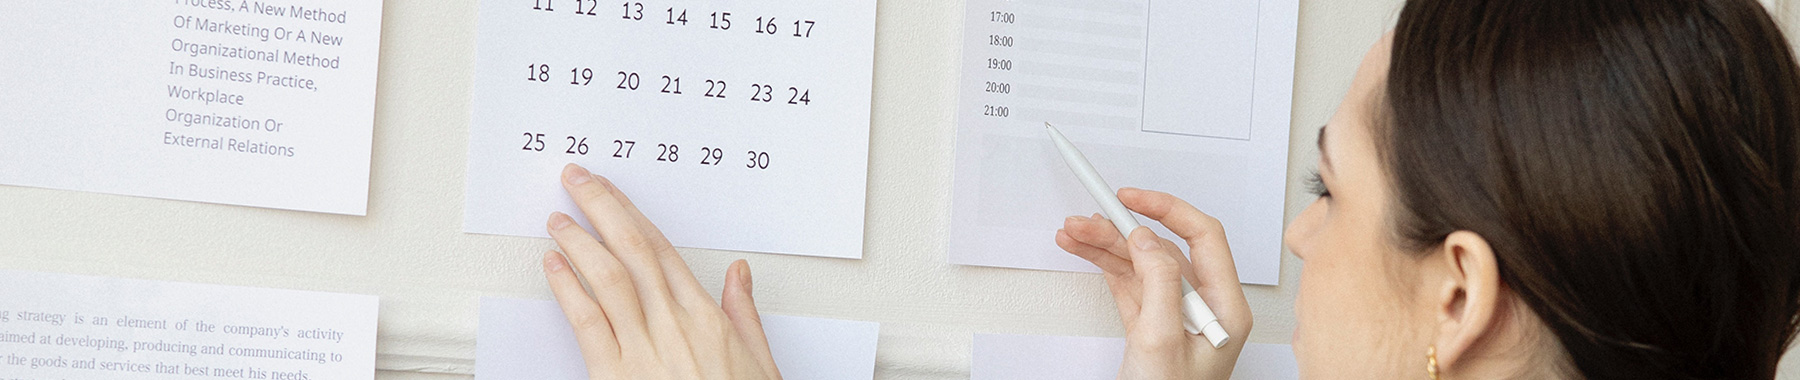 Process, A New Method
Of Marketing Or A New
Organizational Method
In Business Practice,
Workplace
Organization Or
External Relations
11 12 13 14 15 16 17
18 19 20 21 22 23 24
25 26 27 28 29 30
17:00
18:00
19:00
20:00
21:00
strategy is an element of the company's activity
aimed at developing, producing and communicating to
the goods and services that best meet his needs.